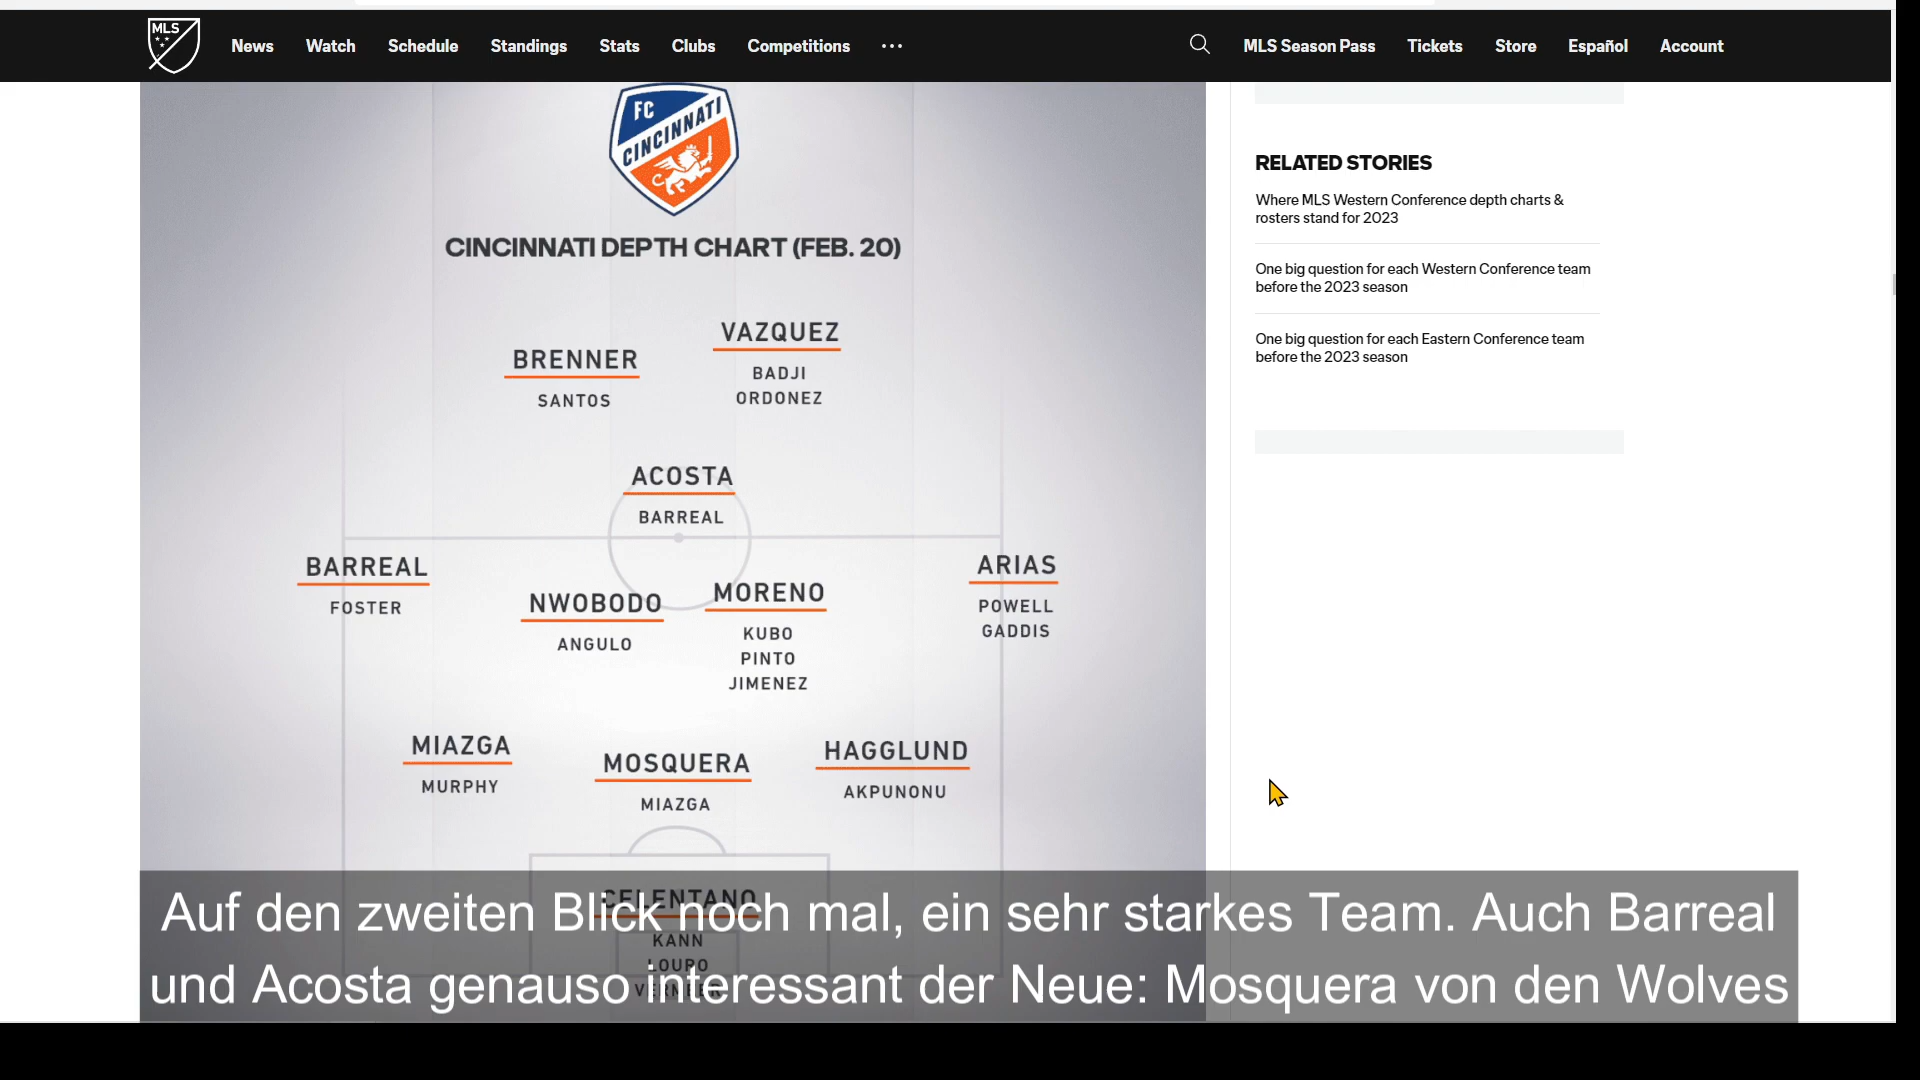 MLS
News Watch Schedule Standings Stats Clubs Competitions ... MLS Season Pass Tickets Store Español Account
FC
CINCINNATI
CINCINNATI DEPTH CHART (FEB. 20)
VAZQUEZ
BRENNER
BADJI
SANTOS
ORDONEZ
ACOSTA
BARREAL
BARREAL
FOSTER
ARIAS
POWELL
GADDIS
NWOBODO
ANGULO
MORENO
KUBO
PINTO
JIMENEZ
MIAZGA
MURPHY
MOSQUERA
MIAZGA
HAGGLUND
AKPUNONU
CELENTANO
KANN
LOURO
VERMEER
RELATED STORIES
Where MLS Western Conference depth charts &
rosters stand for 2023
One big question for each Western Conference team
before the 2023 season
One big question for each Eastern Conference team
before the 2023 season
Auf den zweiten Blick noch mal, ein sehr starkes Team. Auch Barreal
und Acosta genauso interessant der Neue: Mosquera von den Wolves